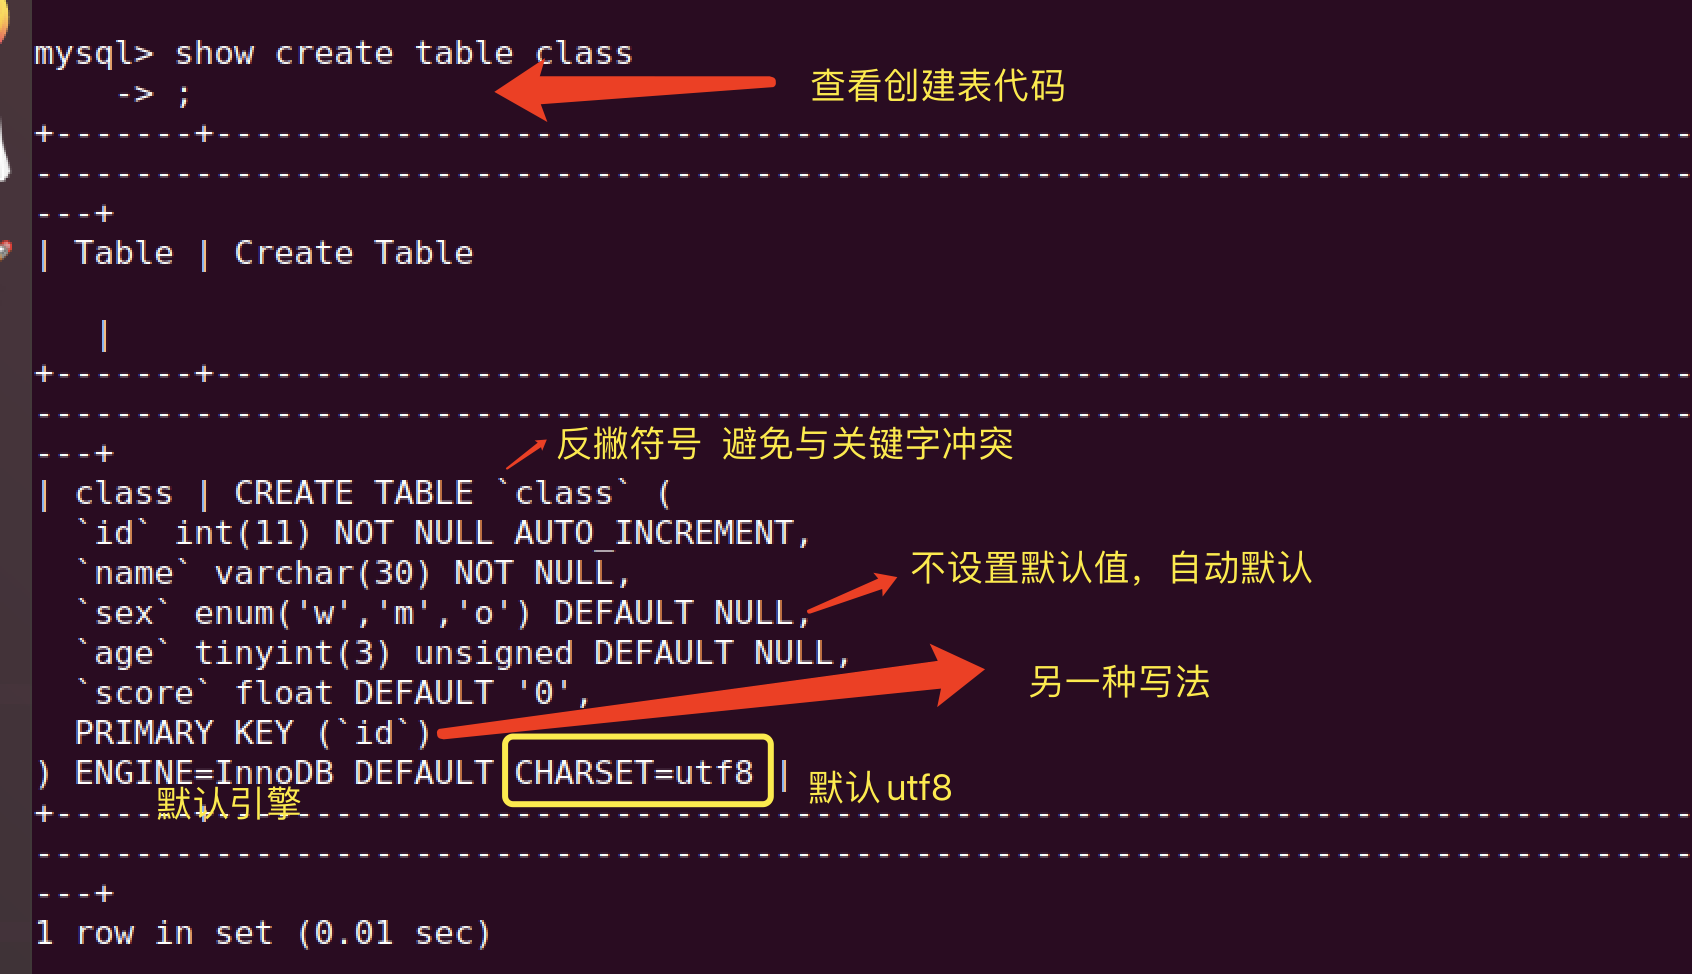 mysql> show create table class
    -> ;
查看创建表代码
+-------+-----------------------------------------------------------------------------
-----------------------------------------------------------------------------------
---+
| Table | Create Table
   |
+-------+-----------------------------------------------------------------------------
-----------------------------------------------------------------------------------
---+
反撇符号 避免与关键字冲突
| class | CREATE TABLE `class` (
  `id` int(11) NOT NULL AUTO_INCREMENT,
  `name` varchar(30) NOT NULL,
不设置默认值，自动默认
  `sex` enum('w','m','o') DEFAULT NULL,
  `age` tinyint(3) unsigned DEFAULT NULL,
另一种写法
  `score` float DEFAULT '0',
  PRIMARY KEY (`id`)
) ENGINE=InnoDB DEFAULT CHARSET=utf8 |
默认utf8
默认引擎
+-------+-----------------------------------------------------------------------------
-----------------------------------------------------------------------------------
---+
1 row in set (0.01 sec)